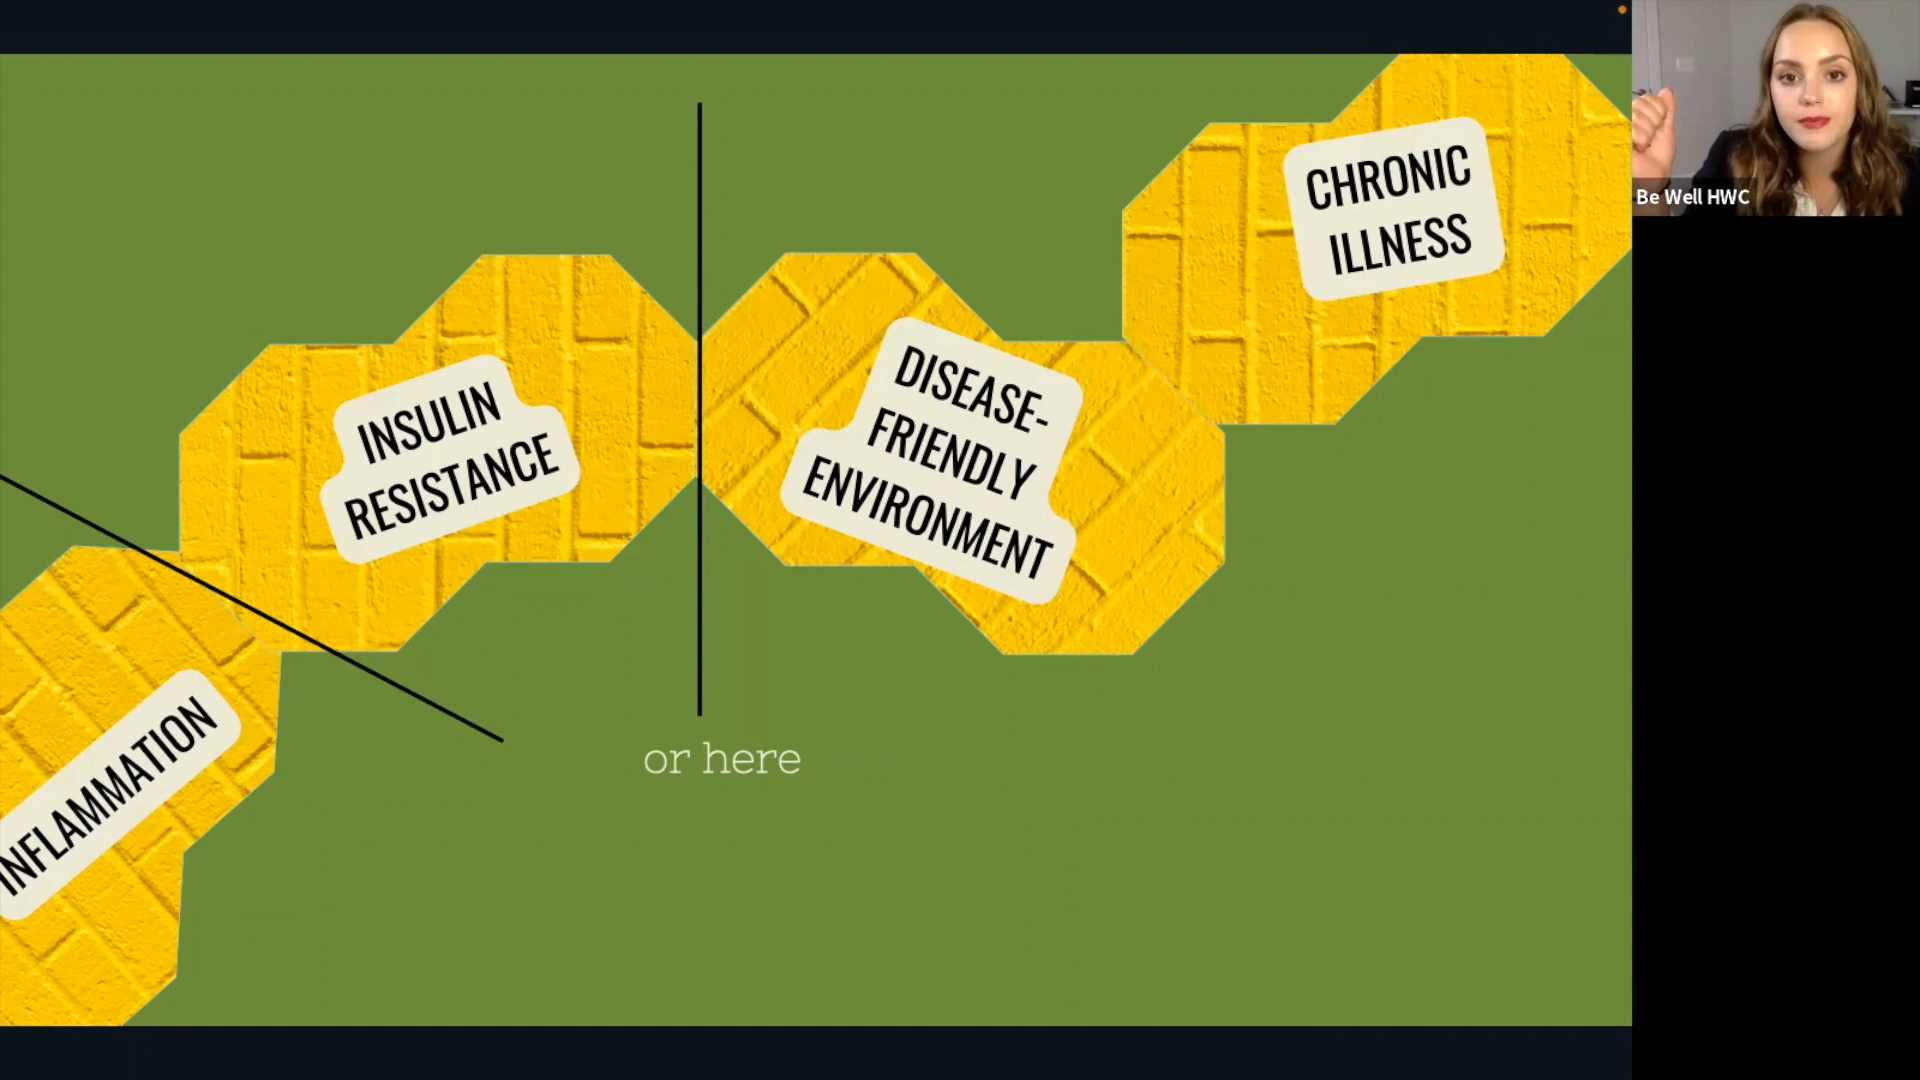 CHRONIC
ILLNESS
Be Well HWC
DISEASE-
FRIENDLY
ENVIRONMENT
INSULIN
RESISTANCE
INFLAMMATION
or here